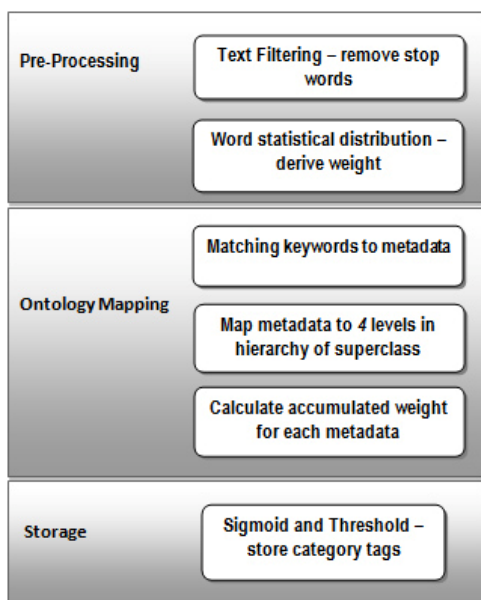 Pre-Processing
Text Filtering – remove stop
words
Word statistical distribution –
derive weight
Ontology Mapping
Matching keywords to metadata
Map metadata to 4 levels in
hierarchy of superclass
Calculate accumulated weight
for each metadata
Storage
Sigmoid and Threshold –
store category tags